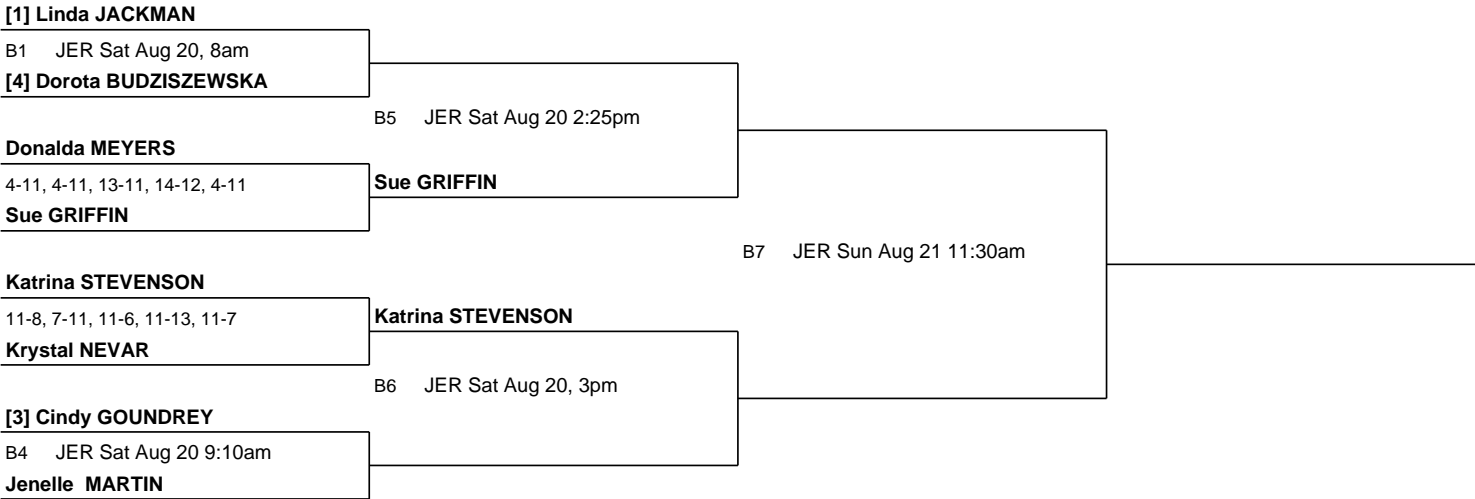 [1] Linda JACKMAN
B1 JER Sat Aug 20, 8am
[4] Dorota BUDZISZEWSKA
B5 JER Sat Aug 20 2:25pm
Donalda MEYERS
4-11, 4-11, 13-11, 14-12, 4-11
Sue GRIFFIN
Sue GRIFFIN
B7 JER Sun Aug 21 11:30am
Katrina STEVENSON
11-8, 7-11, 11-6, 11-13, 11-7
Katrina STEVENSON
Krystal NEVAR
B6 JER Sat Aug 20, 3pm
[3] Cindy GOUNDREY
B4 JER Sat Aug 20 9:10am
Jenelle MARTIN